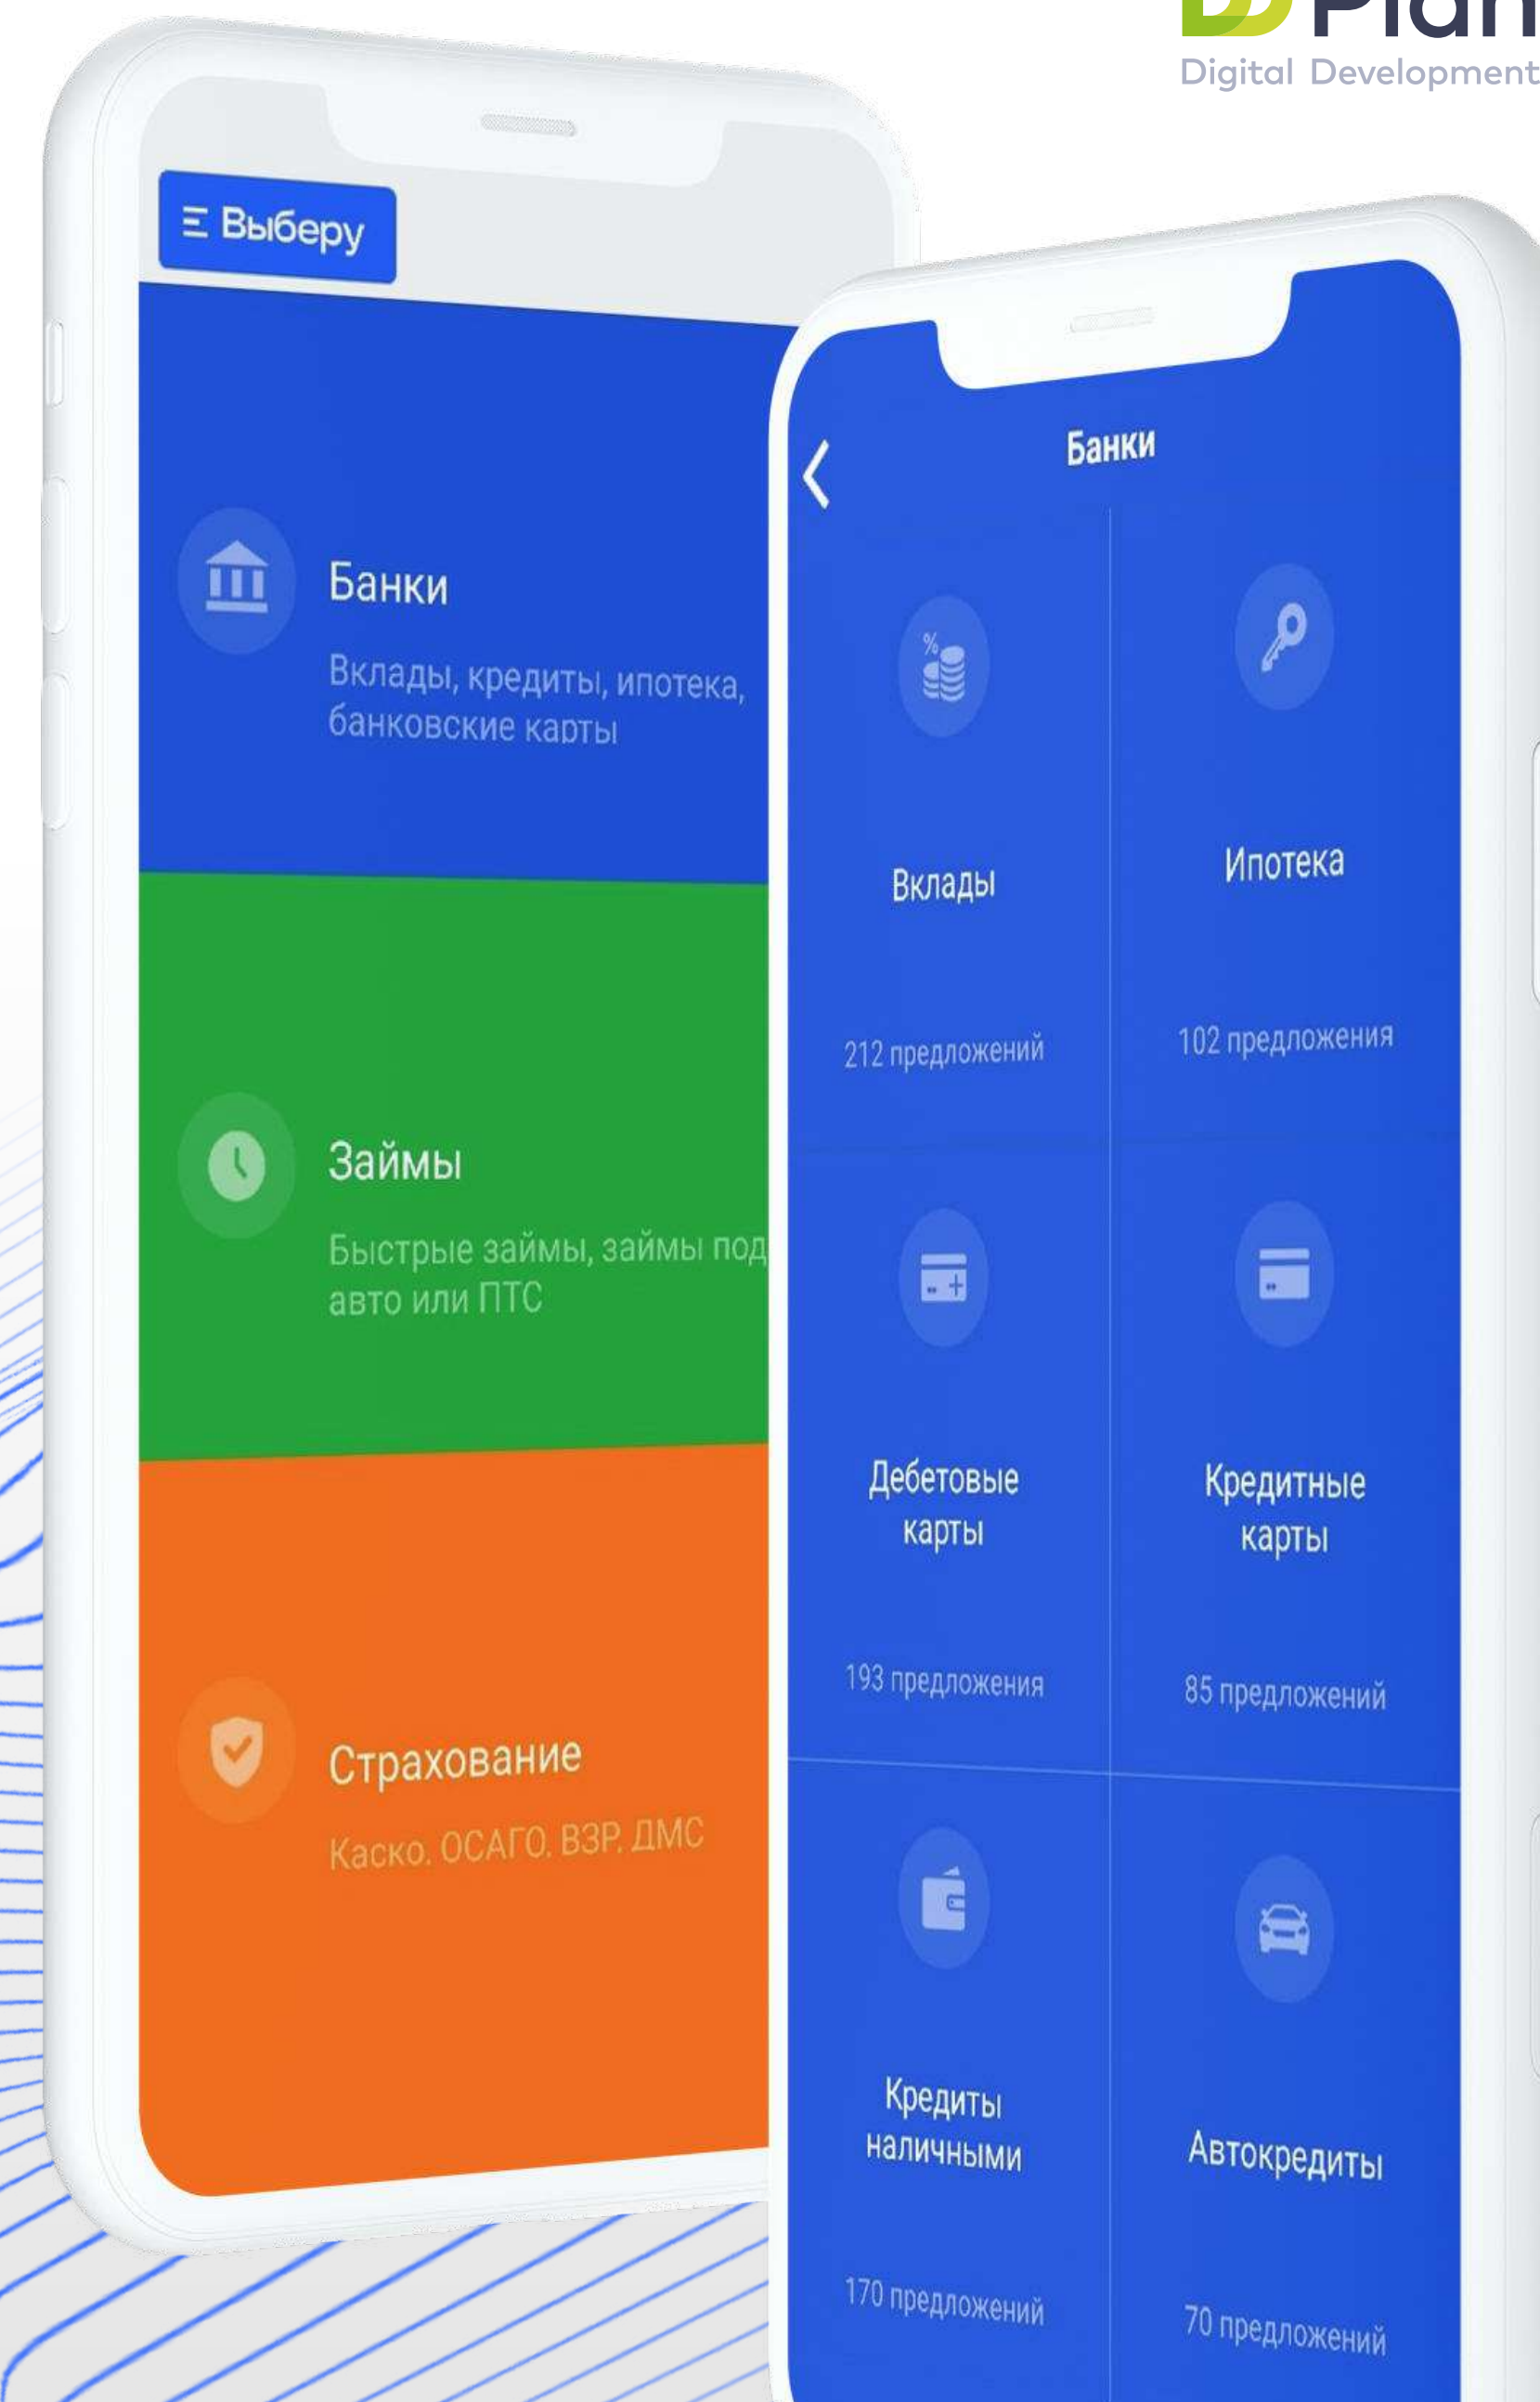 Plan
Digital Development
Выберу
Банки
Вклады, кредиты, ипотека,
банковские карты
Займы
Быстрые займы, займы под
авто или ПТС
Страхование
Каско. ОСАГО. ВЗР. ДМС
Банки
Вклады
212 предложений
Ипотека
102 предложения
Дебетовые
карты
193 предложения
Кредитные
карты
85 предложений
Кредиты
наличными
170 предложений
Автокредиты
70 предложений